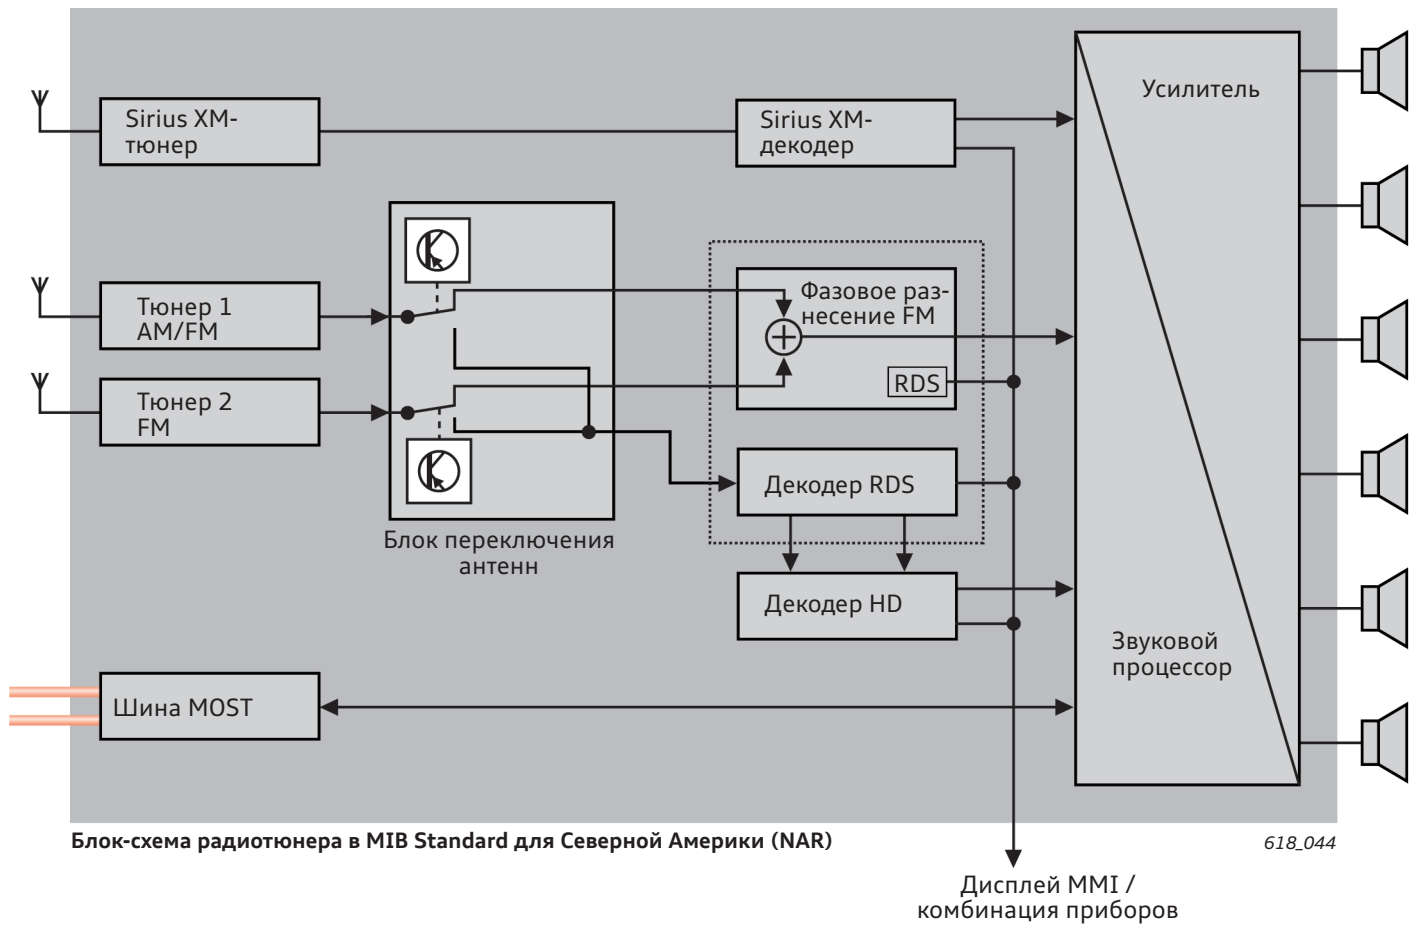 Усилитель
Sirius XM-
тюнер
Sirius XM-
декодер
Тюнер 1
AM/FM
Фазовое раз-
несение FM
RDS
Тюнер 2
FM
Декодер RDS
Блок переключения
антенн
Декодер HD
Звуковой
процессор
Шина MOST
Блок-схема радиотюнера в MIB Standard для Северной Америки (NAR)
618_044
Дисплей MMI /
комбинация приборов